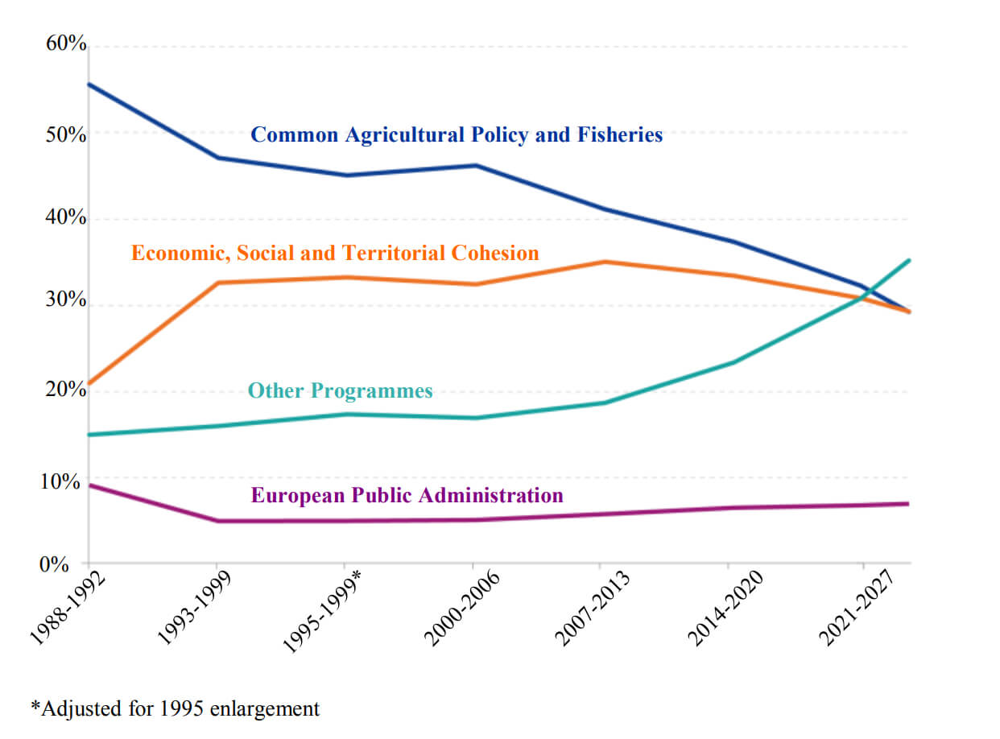 60%
50%
Common Agricultural Policy and Fisheries
40%
Economic, Social and Territorial Cohesion
30%
20%
Other Programmes
10%
European Public Administration
0%
1988-1992
1993-1999
1995-1999*
2000-2006
2007-2013
2014-2020
2021-2027
*Adjusted for 1995 enlargement